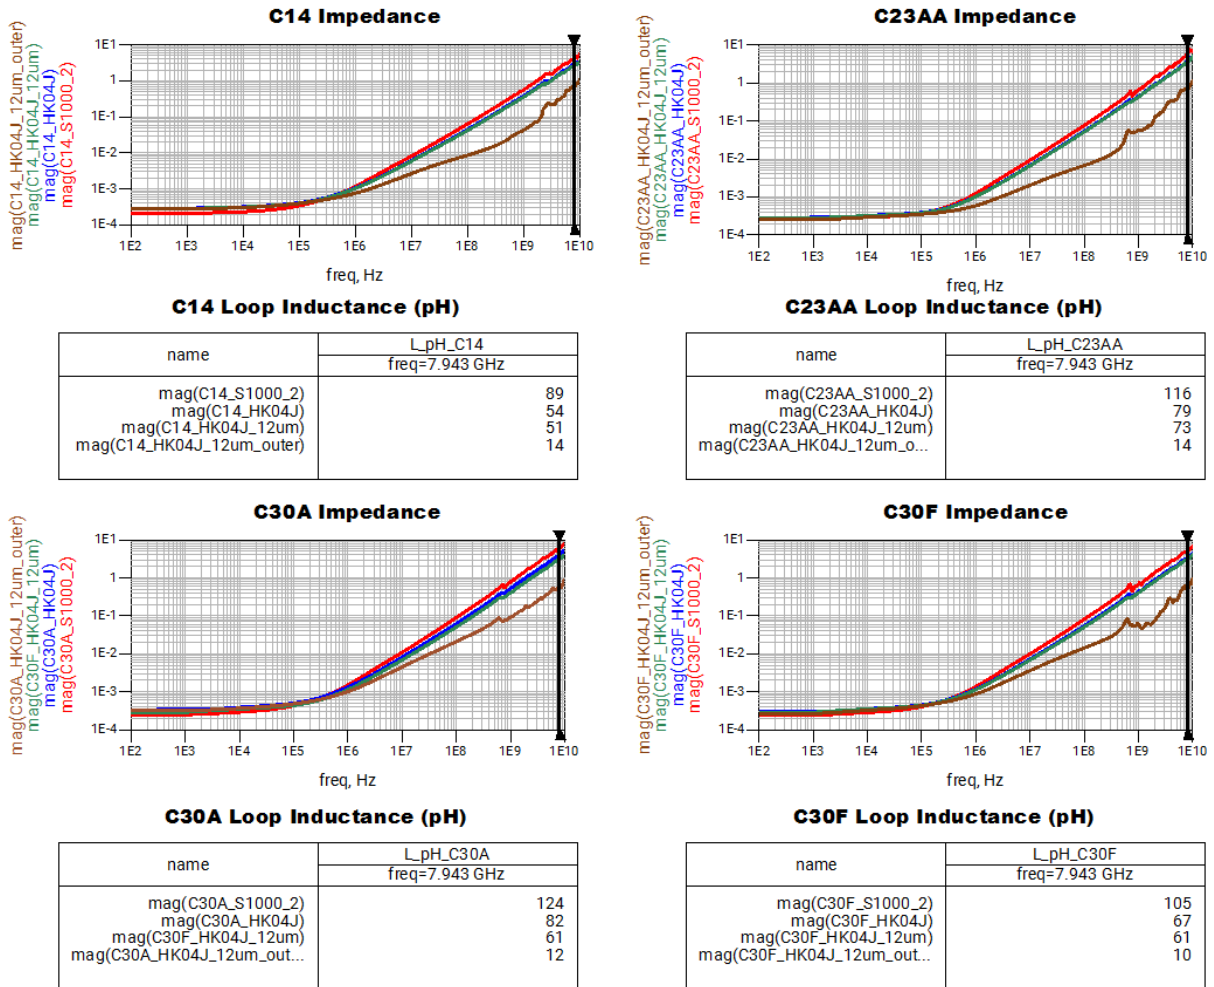 C14 Impedance
mag(C14_HK04J_12um_outer)
mag(C14_HK04J_12um)
mag(C14_HK04J)
mag(C14_S1000_2)
1E1
1
1E-1
1E-2
1E-3
1E-4
1E2 1E3 1E4 1E5 1E6 1E7 1E8 1E9 1E10
freq, Hz
C23AA Impedance
mag(C23AA_HK04J_12um_outer)
mag(C23AA_HK04J_12um)
mag(C23AA_HK04J)
mag(C23AA_S1000_2)
1E1
1
1E-1
1E-2
1E-3
1E-4
1E2 1E3 1E4 1E5 1E6 1E7 1E8 1E9 1E10
freq, Hz
C14 Loop Inductance (pH)
name L_pH_C14
freq=7.943 GHz
mag(C14_S1000_2) 89
mag(C14_HK04J) 54
mag(C14_HK04J_12um) 51
mag(C14_HK04J_12um_outer) 14
C23AA Loop Inductance (pH)
name L_pH_C23AA
freq=7.943 GHz
mag(C23AA_S1000_2) 116
mag(C23AA_HK04J) 79
mag(C23AA_HK04J_12um) 73
mag(C23AA_HK04J_12um_o... 14
C30A Impedance
mag(C30A_HK04J_12um_outer)
mag(C30F_HK04J_12um)
mag(C30A_HK04J)
mag(C30A_S1000_2)
1E1
1
1E-1
1E-2
1E-3
1E-4
1E2 1E3 1E4 1E5 1E6 1E7 1E8 1E9 1E10
freq, Hz
C30F Impedance
mag(C30F_HK04J_12um_outer)
mag(C30F_HK04J_12um)
mag(C30F_HK04J)
mag(C30F_S1000_2)
1E1
1
1E-1
1E-2
1E-3
1E-4
1E2 1E3 1E4 1E5 1E6 1E7 1E8 1E9 1E10
freq, Hz
C30A Loop Inductance (pH)
name L_pH_C30A
freq=7.943 GHz
mag(C30A_S1000_2) 124
mag(C30A_HK04J) 82
mag(C30F_HK04J_12um) 61
mag(C30A_HK04J_12um_out... 12
C30F Loop Inductance (pH)
name L_pH_C30F
freq=7.943 GHz
mag(C30F_S1000_2) 105
mag(C30F_HK04J) 67
mag(C30F_HK04J_12um) 61
mag(C30F_HK04J_12um_out... 10